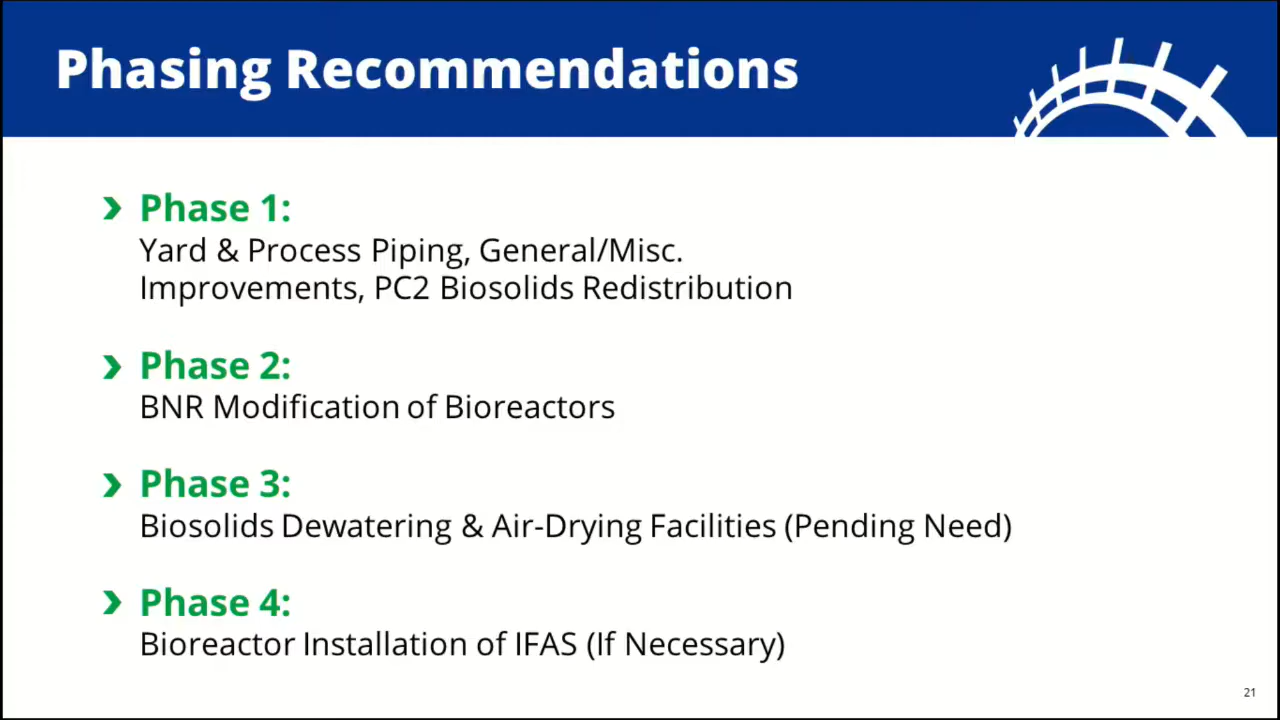 Phasing Recommendations
Phase 1:
Yard & Process Piping, General/Misc.
Improvements, PC2 Biosolids Redistribution
Phase 2:
BNR Modification of Bioreactors
Phase 3:
Biosolids Dewatering & Air-Drying Facilities (Pending Need)
Phase 4:
Bioreactor Installation of IFAS (If Necessary)
21